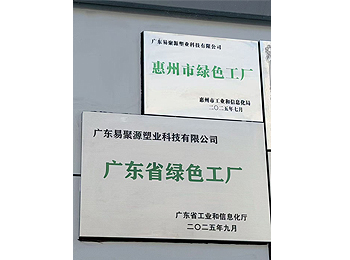 广东易聚源塑业科技有限公司
惠州市绿色工厂
惠州市工业和信息化局
二〇二五年七月
广东易聚源塑业科技有限公司
广东省绿色工厂
广东省工业和信息化厅
二〇二五年九月